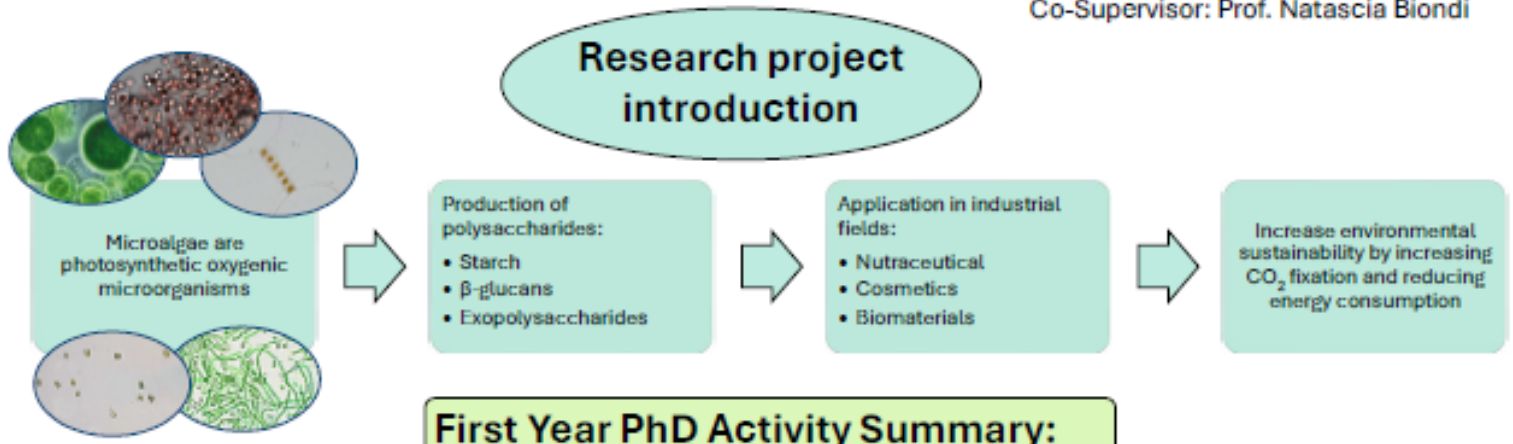 Co-Supervisor: Prof. Natascia Biondi
Research project
introduction
Microalgae are
photosynthetic oxygenic
microorganisms
Production of
polysaccharides:
• Starch
• β-glucans
• Exopolysaccharides
Application in industrial
fields:
• Nutraceutical
• Cosmetics
• Biomaterials
Increase environmental
sustainability by increasing
CO₂ fixation and reducing
energy consumption
First Year PhD Activity Summary: